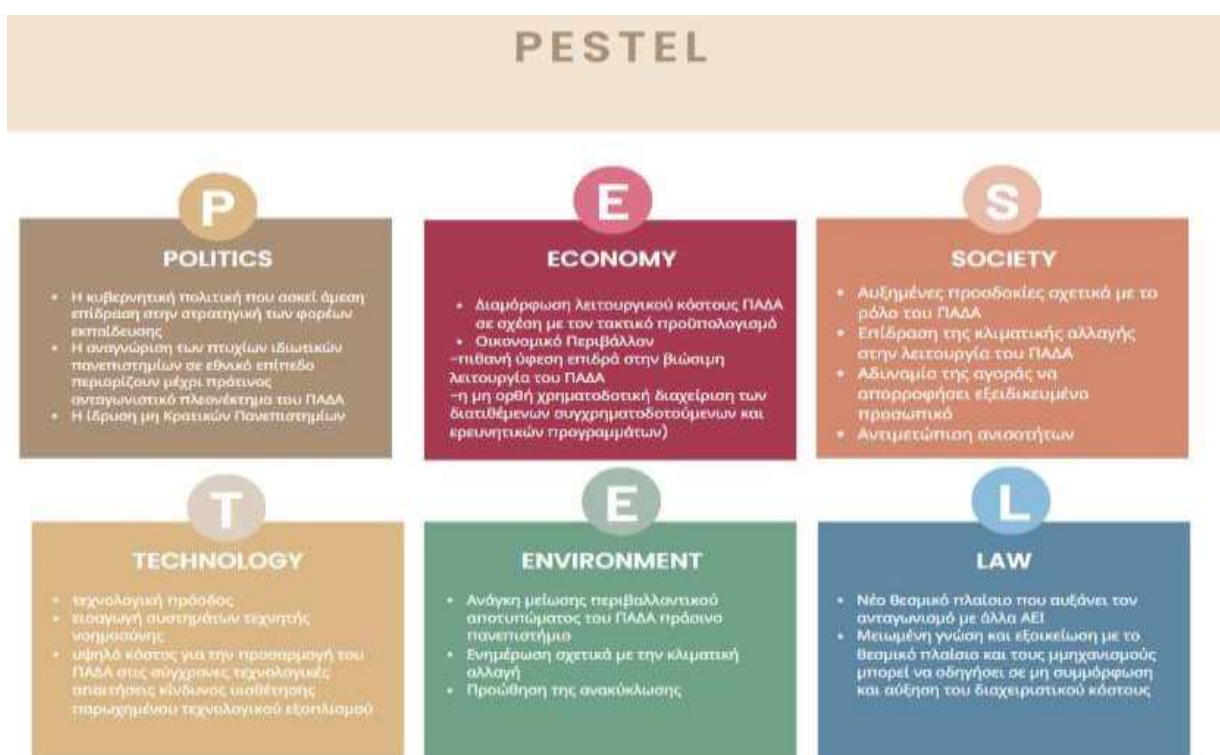 PESTEL
P
POLITICS
• Η κυβερνητική πολιτική που ασκεί άμεση
επίδραση στην στρατηγική των φορέων
εκπαίδευσης
• Η αναγνώριση των πτυχίων ιδιωτικών
πανεπιστημίων σε εθνικό επίπεδο
περιορίζουν μέχρι πρότινος
ανταγωνιστικό πλεονέκτημα του ΠΑΔΑ
• Η ίδρυση μη Κρατικών Πανεπιστημίων
E
ECONOMY
• Διαμόρφωση λειτουργικού κόστους ΠΑΔΑ
σε σχέση με τον τακτικό προϋπολογισμό
• Οικονομικό Περιβάλλον
-πιθανή ύφεση επιδρά στην βιώσιμη
λειτουργία του ΠΑΔΑ
-η μη ορθή χρηματοδοτική διαχείριση των
διατιθέμενων συγχρηματοδοτούμενων και
ερευνητικών προγραμμάτων)
S
SOCIETY
• Αυξημένες προσδοκίες σχετικά με το
ρόλο του ΠΑΔΑ
• Επίδραση της κλιματικής αλλαγής
στην λειτουργία του ΠΑΔΑ
• Αδυναμία της αγοράς να
απορροφήσει εξειδικευμένο
προσωπικό
• Αντιμετώπιση ανισοτήτων
T
TECHNOLOGY
• τεχνολογική πρόοδος
• εισαγωγή συστημάτων τεχνητής
νοημοσύνης
• υψηλό κόστος για την προσαρμογή του
ΠΑΔΑ στις σύγχρονες τεχνολογικές
απαιτήσεις κίνδυνος υιοθέτησης
παρωχημένου τεχνολογικού εξοπλισμού
E
ENVIRONMENT
• Ανάγκη μείωσης περιβαλλοντικού
αποτυπώματος του ΠΑΔΑ πράσινο
πανεπιστήμιο
• Ενημέρωση σχετικά με την κλιματική
αλλαγή
• Προώθηση της ανακύκλωσης
L
LAW
• Νέο θεσμικό πλαίσιο που αυξάνει τον
ανταγωνισμό με άλλα ΑΕΙ
• Μειωμένη γνώση και εξοικείωση με το
θεσμικό πλαίσιο και τους μμηχανισμούς
μπορεί να οδηγήσει σε μη συμμόρφωση
και αύξηση του διαχειριστικού κόστους